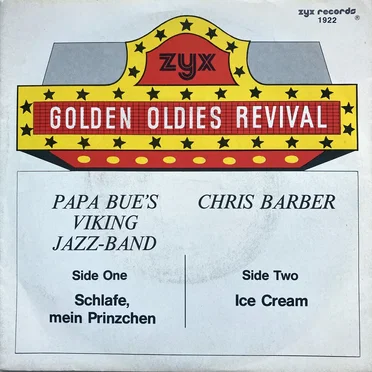 zyx records
1922 ®
zyx
GOLDEN OLDIES REVIVAL
PAPA BUE'S
VIKING
JAZZ-BAND
CHRIS BARBER
Side One
Side Two
Schlafe,
mein Prinzchen
Ice Cream